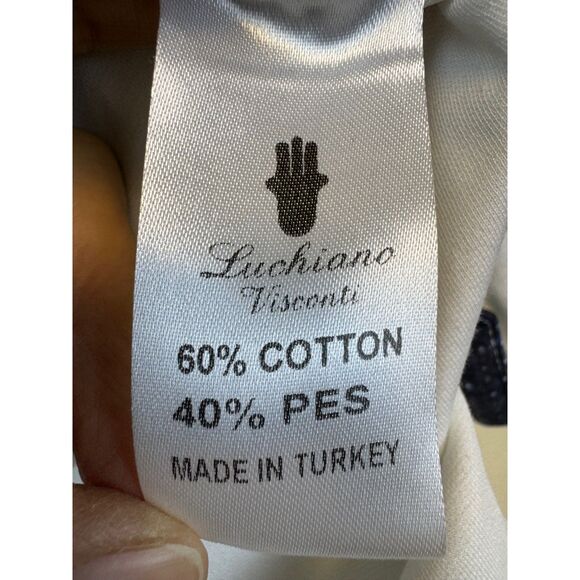 Luchiano
Visconti
60% COTTON
40% PES
MADE IN TURKEY